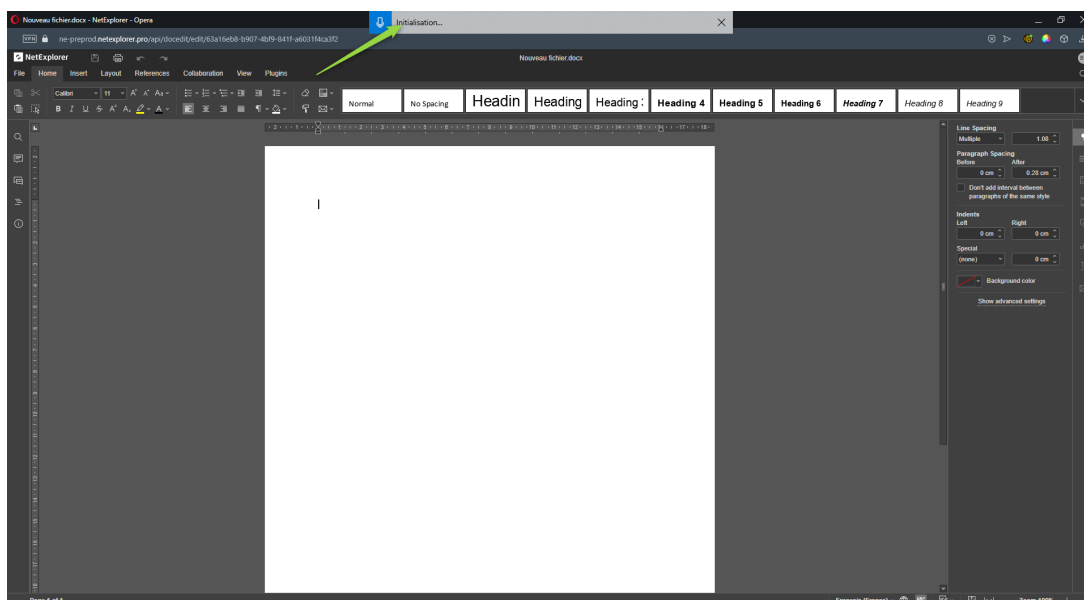 Nouveau fichier.docx - NetExplorer - Opera
Initialisation...
VPN ne-preprod.netexplorer.pro/api/docedit/edit/63a16eb8-b907-4bf9-841f-a6031f4ca3f2
NetExplorer Nouveau fichier.docx
File Home Insert Layout References Collaboration View Plugins
Calibri 11
Normal No Spacing Headin Heading Heading Heading 4 Heading 5 Heading 6 Heading 7 Heading 8 Heading 9
Line Spacing
Multiple 1.08
Paragraph Spacing
Before After
0 cm 0.28 cm
Don't add interval between
paragraphs of the same style
Indents
Left Right
0 cm 0 cm
Special
(none) 0 cm
Background color
Show advanced settings